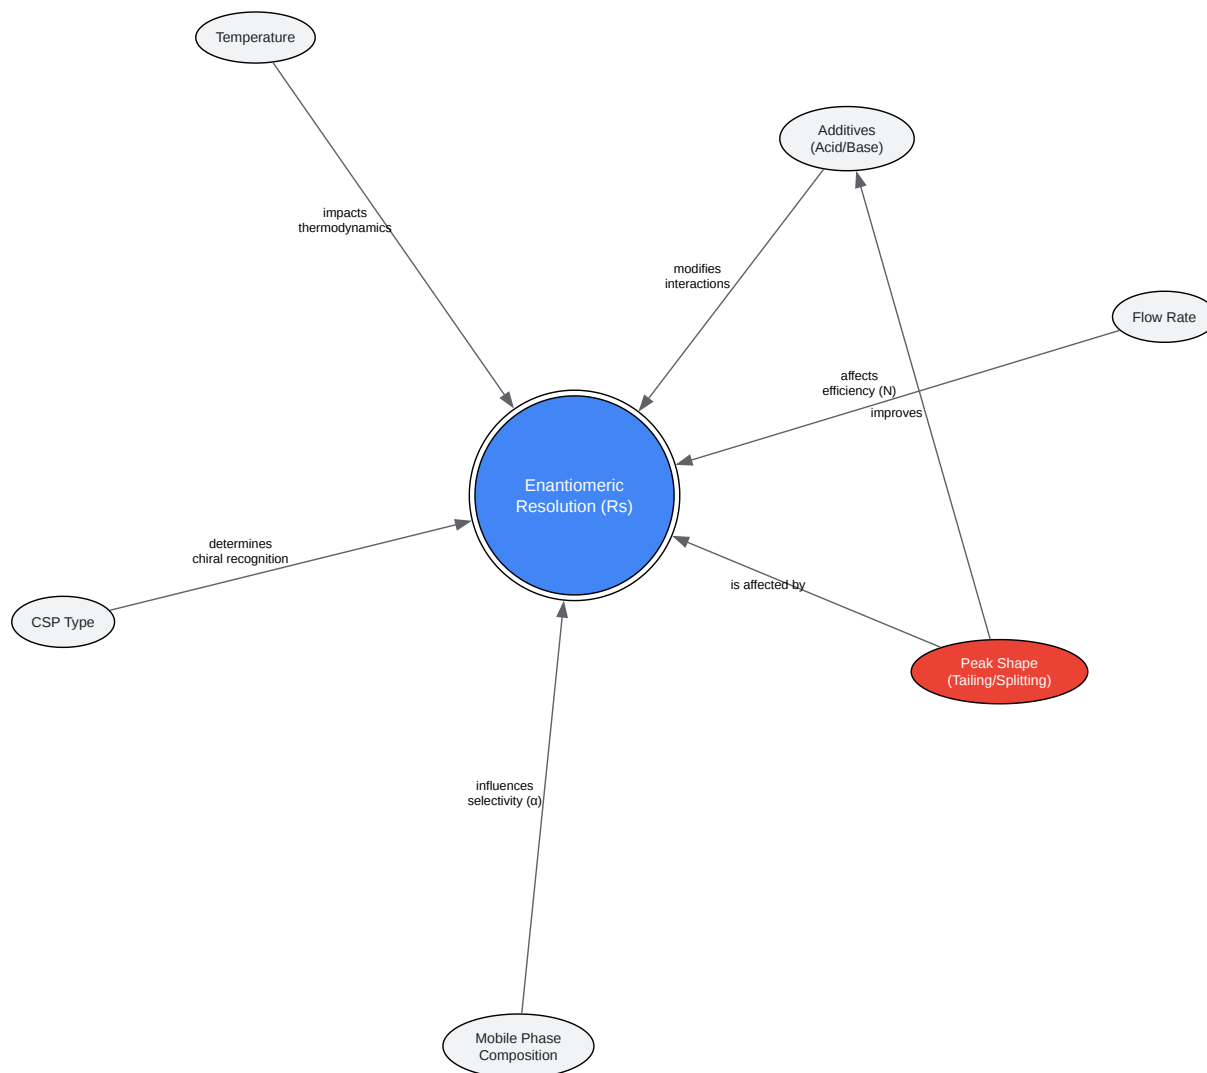 Temperature
Additives
(Acid/Base)
impacts
thermodynamics
modifies
interactions
Flow Rate
affects
efficiency (N)
improves
Enantiomeric
Resolution (Rs)
determines
chiral recognition
is affected by
CSP Type
Peak Shape
(Tailing/Splitting)
influences
selectivity (α)
Mobile Phase
Composition